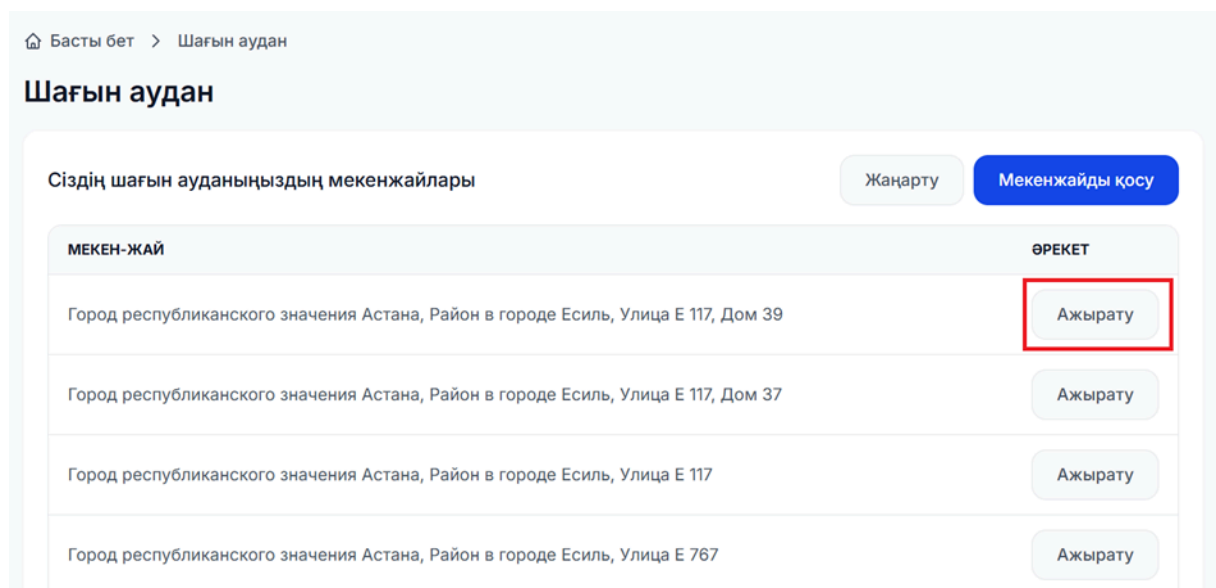 Басты бет > Шағын аудан
Шағын аудан
Сіздің шағын ауданыңыздың мекенжайлары Жаңарту Мекенжайды қосу
МЕКЕН-ЖАЙ ӘРЕКЕТ
Город республиканского значения Астана, Район в городе Есиль, Улица Е 117, Дом 39 Ажырату
Город республиканского значения Астана, Район в городе Есиль, Улица Е 117, Дом 37 Ажырату
Город республиканского значения Астана, Район в городе Есиль, Улица Е 117 Ажырату
Город республиканского значения Астана, Район в городе Есиль, Улица Е 767 Ажырату